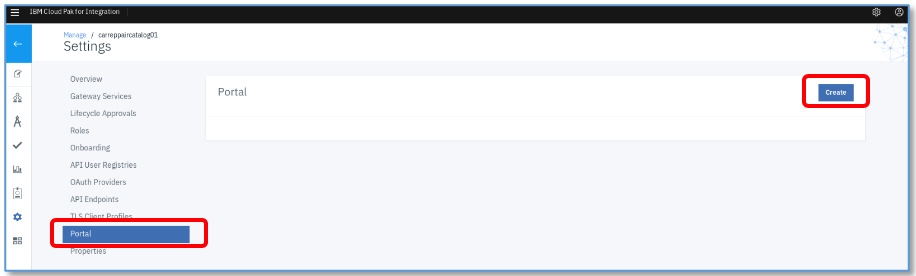 IBM Cloud Pak for Integration
Manage / carreppaircatalog01
Settings
Overview
Gateway Services
Lifecycle Approvals
Roles
Onboarding
API User Registries
OAuth Providers
API Endpoints
TLS Client Profiles
Portal
Properties
Portal
Create